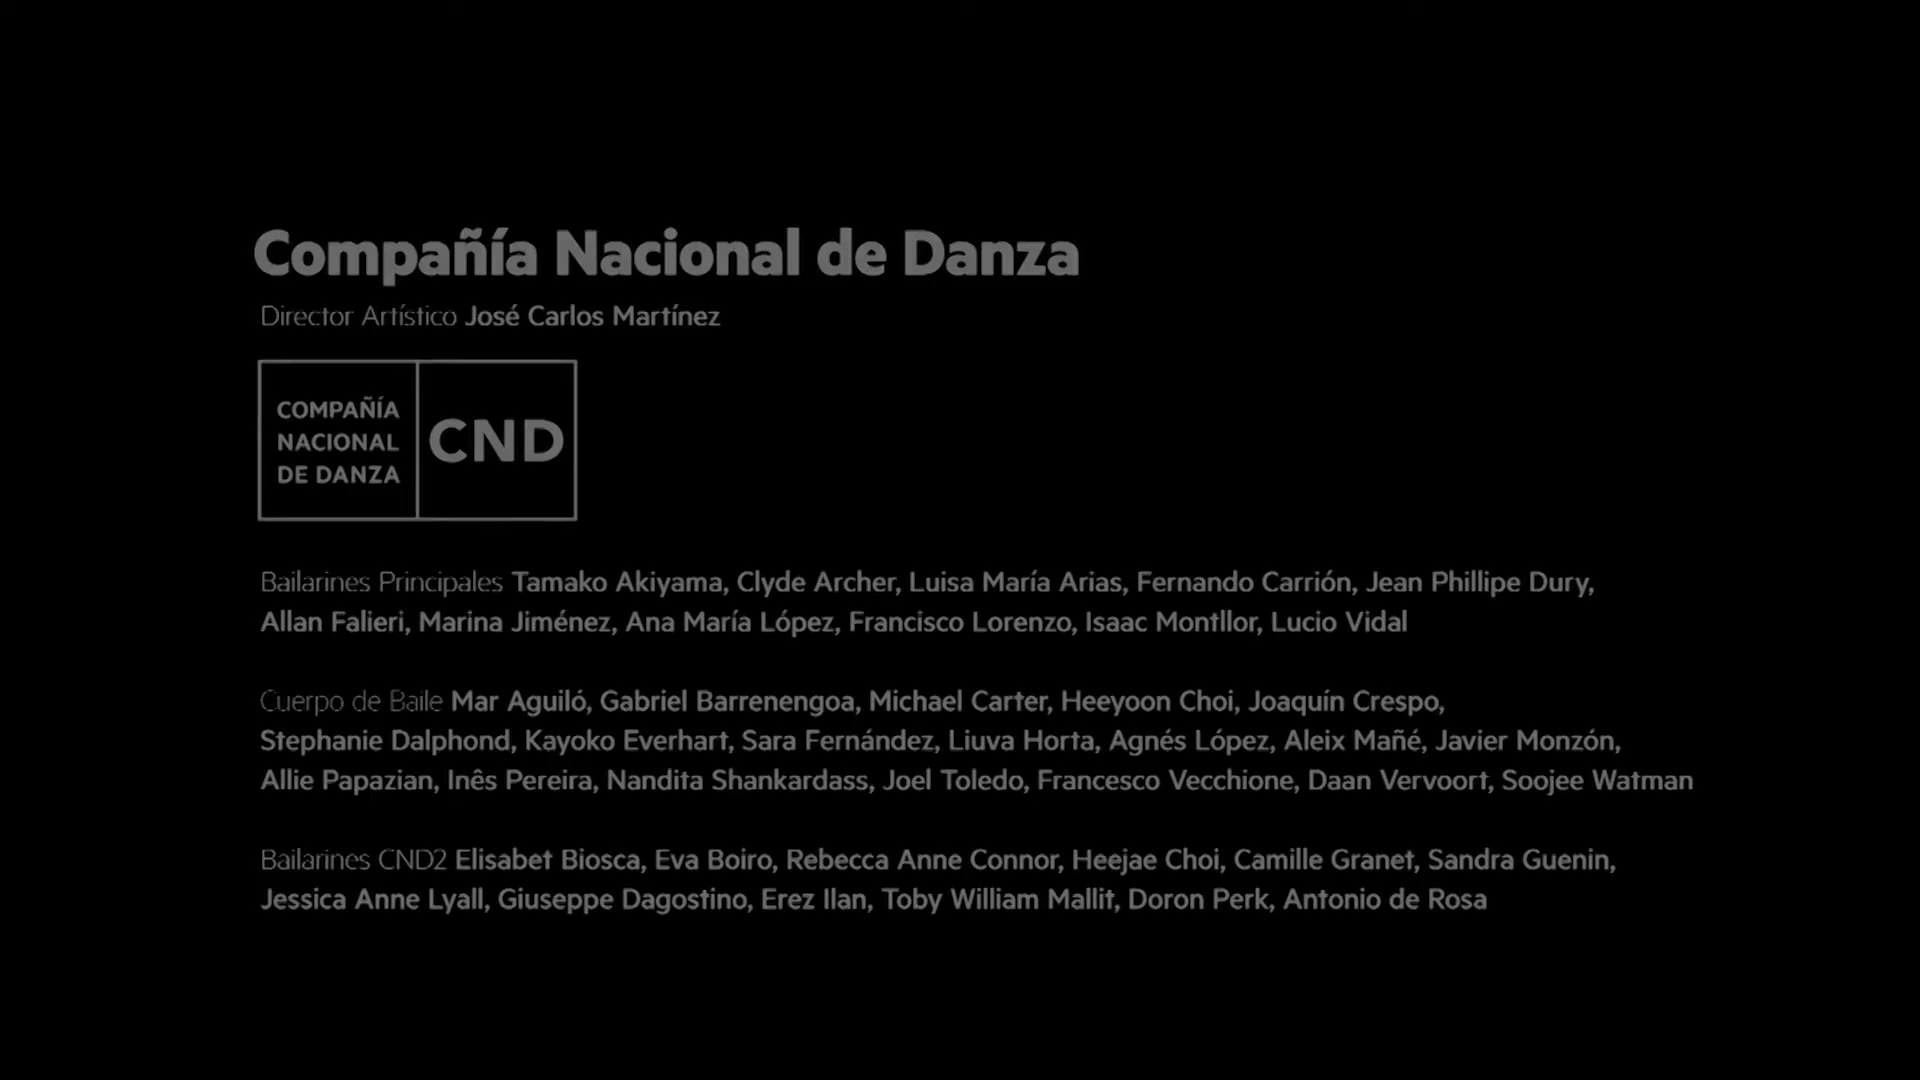 Compañía Nacional de Danza
Director Artístico José Carlos Martínez
COMPAÑÍA
NACIONAL
DE DANZA
CND
Bailarines Principales Tamako Akiyama, Clyde Archer, Luisa María Arias, Fernando Carrión, Jean Phillipe Dury,
Allan Falieri, Marina Jiménez, Ana María López, Francisco Lorenzo, Isaac Montllor, Lucio Vidal
Cuerpo de Baile Mar Aguiló, Gabriel Barrenengoa, Michael Carter, Heeyoon Choi, Joaquín Crespo,
Stephanie Dalphond, Kayoko Everhart, Sara Fernández, Liuva Horta, Agnés López, Aleix Mañé, Javier Monzón,
Allie Papazian, Inês Pereira, Nandita Shankardass, Joel Toledo, Francesco Vecchione, Daan Vervoort, Soojee Watman
Bailarines CND2 Elisabet Biosca, Eva Boiro, Rebecca Anne Connor, Heejae Choi, Camille Granet, Sandra Guenin,
Jessica Anne Lyall, Giuseppe Dagostino, Erez Ilan, Toby William Mallit, Doron Perk, Antonio de Rosa